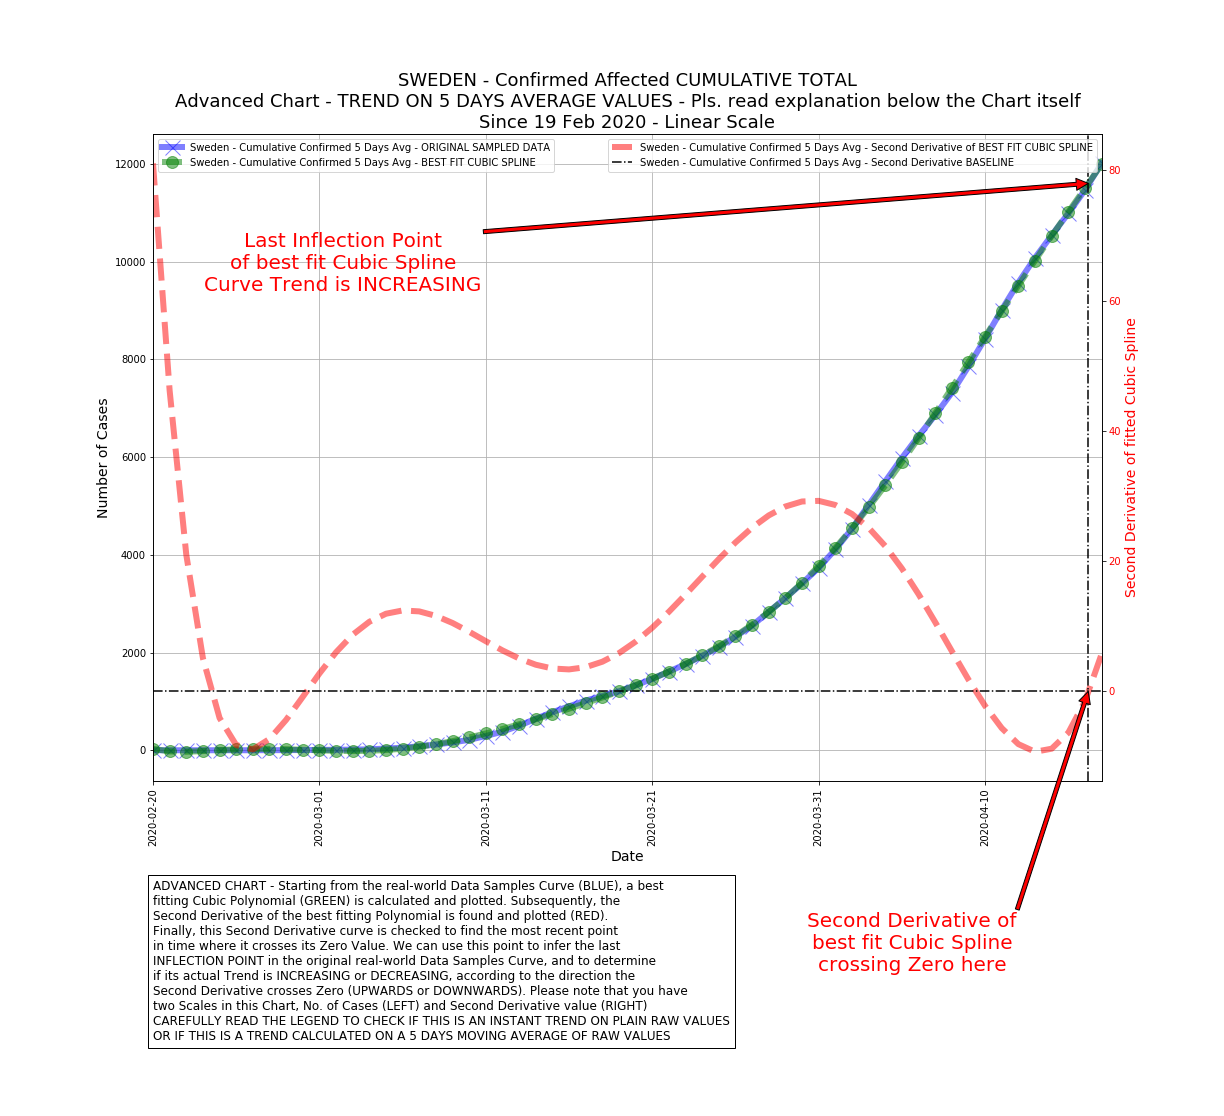 SWEDEN - Confirmed Affected CUMULATIVE TOTAL
Advanced Chart - TREND ON 5 DAYS AVERAGE VALUES - Pls. read explanation below the Chart itself
Since 19 Feb 2020 - Linear Scale
Sweden - Cumulative Confirmed 5 Days Avg - ORIGINAL SAMPLED DATA
Sweden - Cumulative Confirmed 5 Days Avg - BEST FIT CUBIC SPLINE
Sweden - Cumulative Confirmed 5 Days Avg - Second Derivative of BEST FIT CUBIC SPLINE
Sweden - Cumulative Confirmed 5 Days Avg - Second Derivative BASELINE
Last Inflection Point
of best fit Cubic Spline
Curve Trend is INCREASING
Number of Cases
12000
10000
8000
6000
4000
2000
0
80
60
40
20
0
Second Derivative of fitted Cubic Spline
2020-02-20
2020-03-01
2020-03-11
2020-03-21
2020-03-31
2020-04-10
Date
Second Derivative of
best fit Cubic Spline
crossing Zero here
ADVANCED CHART - Starting from the real-world Data Samples Curve (BLUE), a best
fitting Cubic Polynomial (GREEN) is calculated and plotted. Subsequently, the
Second Derivative of the best fitting Polynomial is found and plotted (RED).
Finally, this Second Derivative curve is checked to find the most recent point
in time where it crosses its Zero Value. We can use this point to infer the last
INFLECTION POINT in the original real-world Data Samples Curve, and to determine
if its actual Trend is INCREASING or DECREASING, according to the direction the
Second Derivative crosses Zero (UPWARDS or DOWNWARDS). Please note that you have
two Scales in this Chart, No. of Cases (LEFT) and Second Derivative value (RIGHT)
CAREFULLY READ THE LEGEND TO CHECK IF THIS IS AN INSTANT TREND ON PLAIN RAW VALUES
OR IF THIS IS A TREND CALCULATED ON A 5 DAYS MOVING AVERAGE OF RAW VALUES